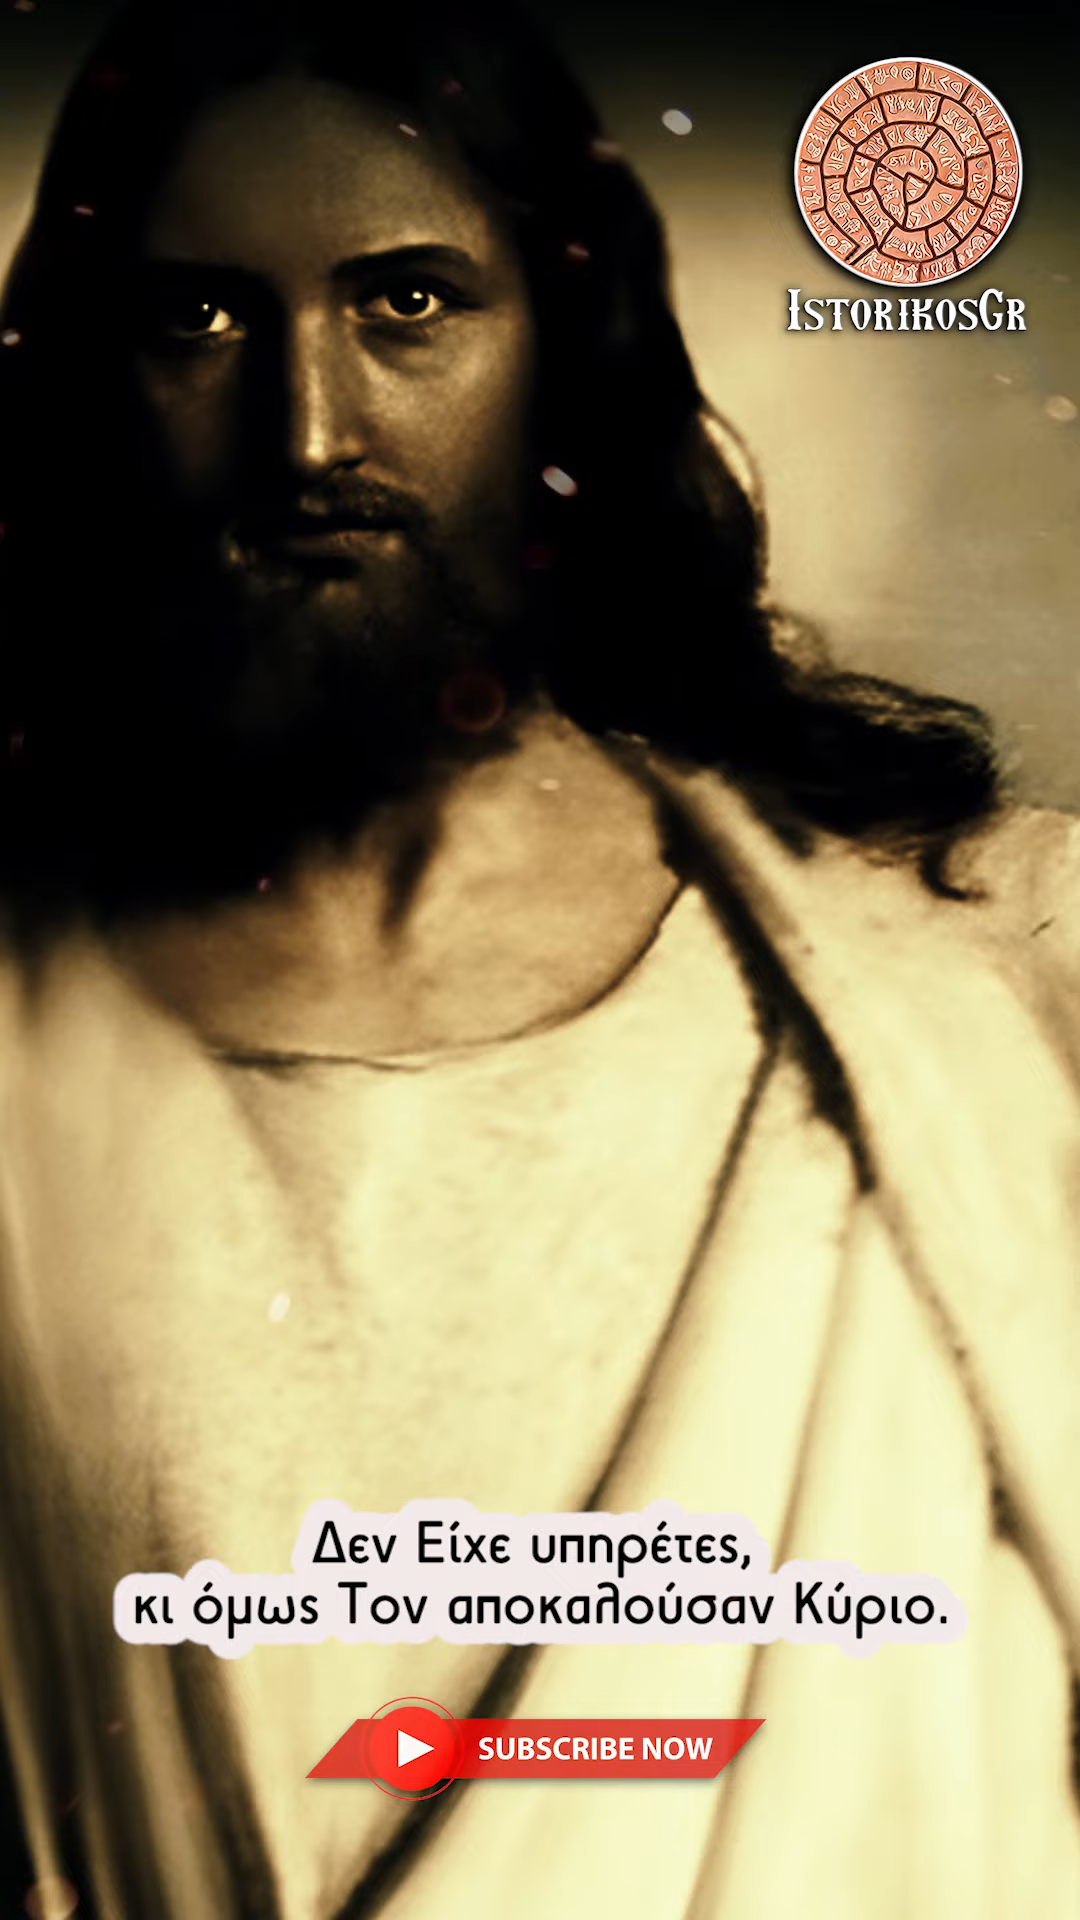 IstorikosGr
Δεν Είχε υπηρέτες,
κι όμως Τον αποκαλούσαν Κύριο.
SUBSCRIBE NOW